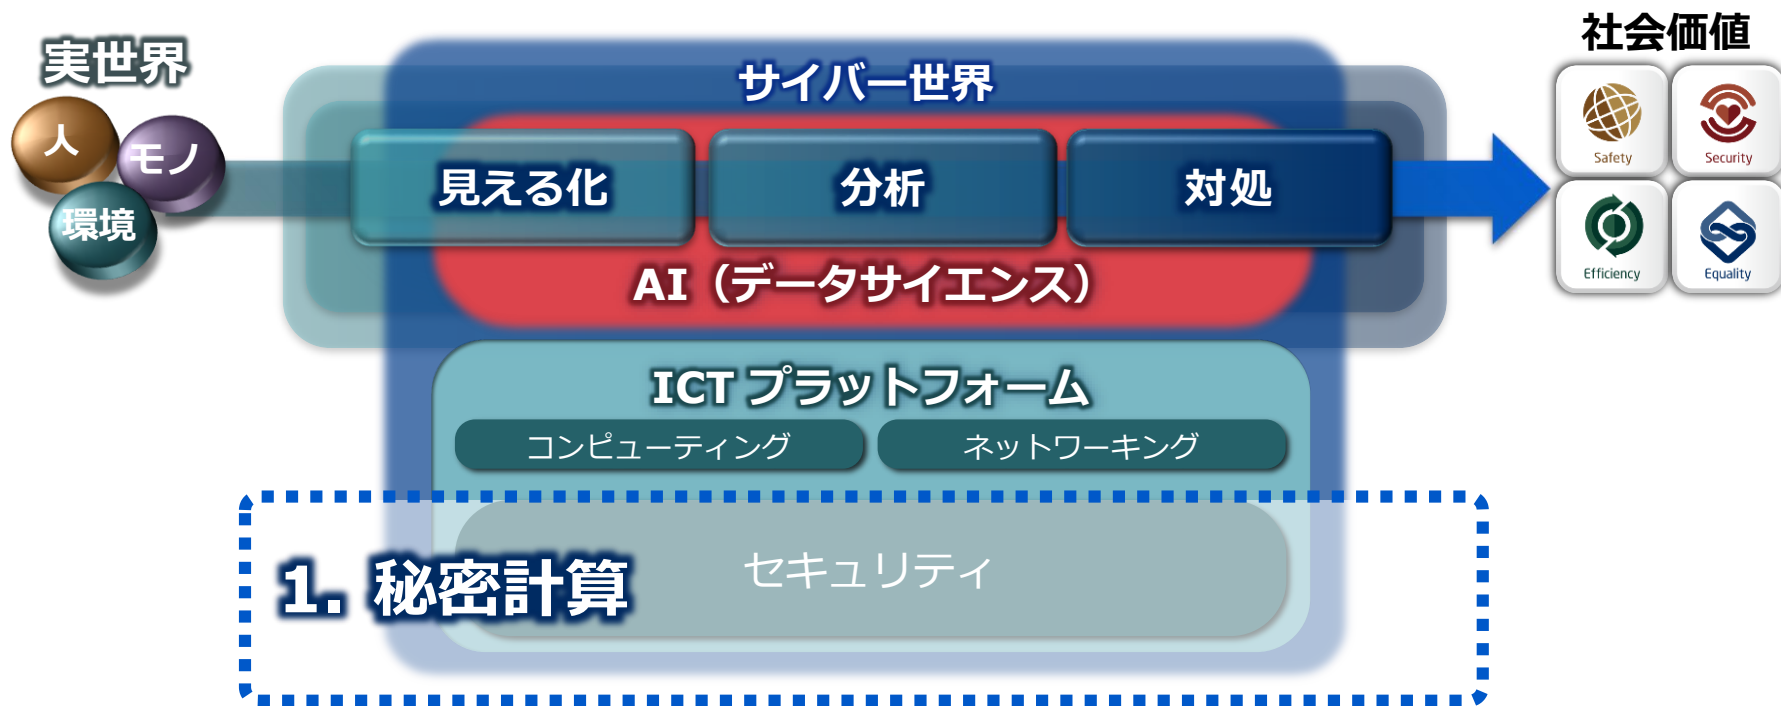 実世界
人
モノ
環境
サイバー世界
見える化
分析
対処
AI（データサイエンス）
ICT プラットフォーム
コンピューティング
ネットワーキング
セキュリティ
1. 秘密計算
社会価値
Safety
Security
Efficiency
Equality